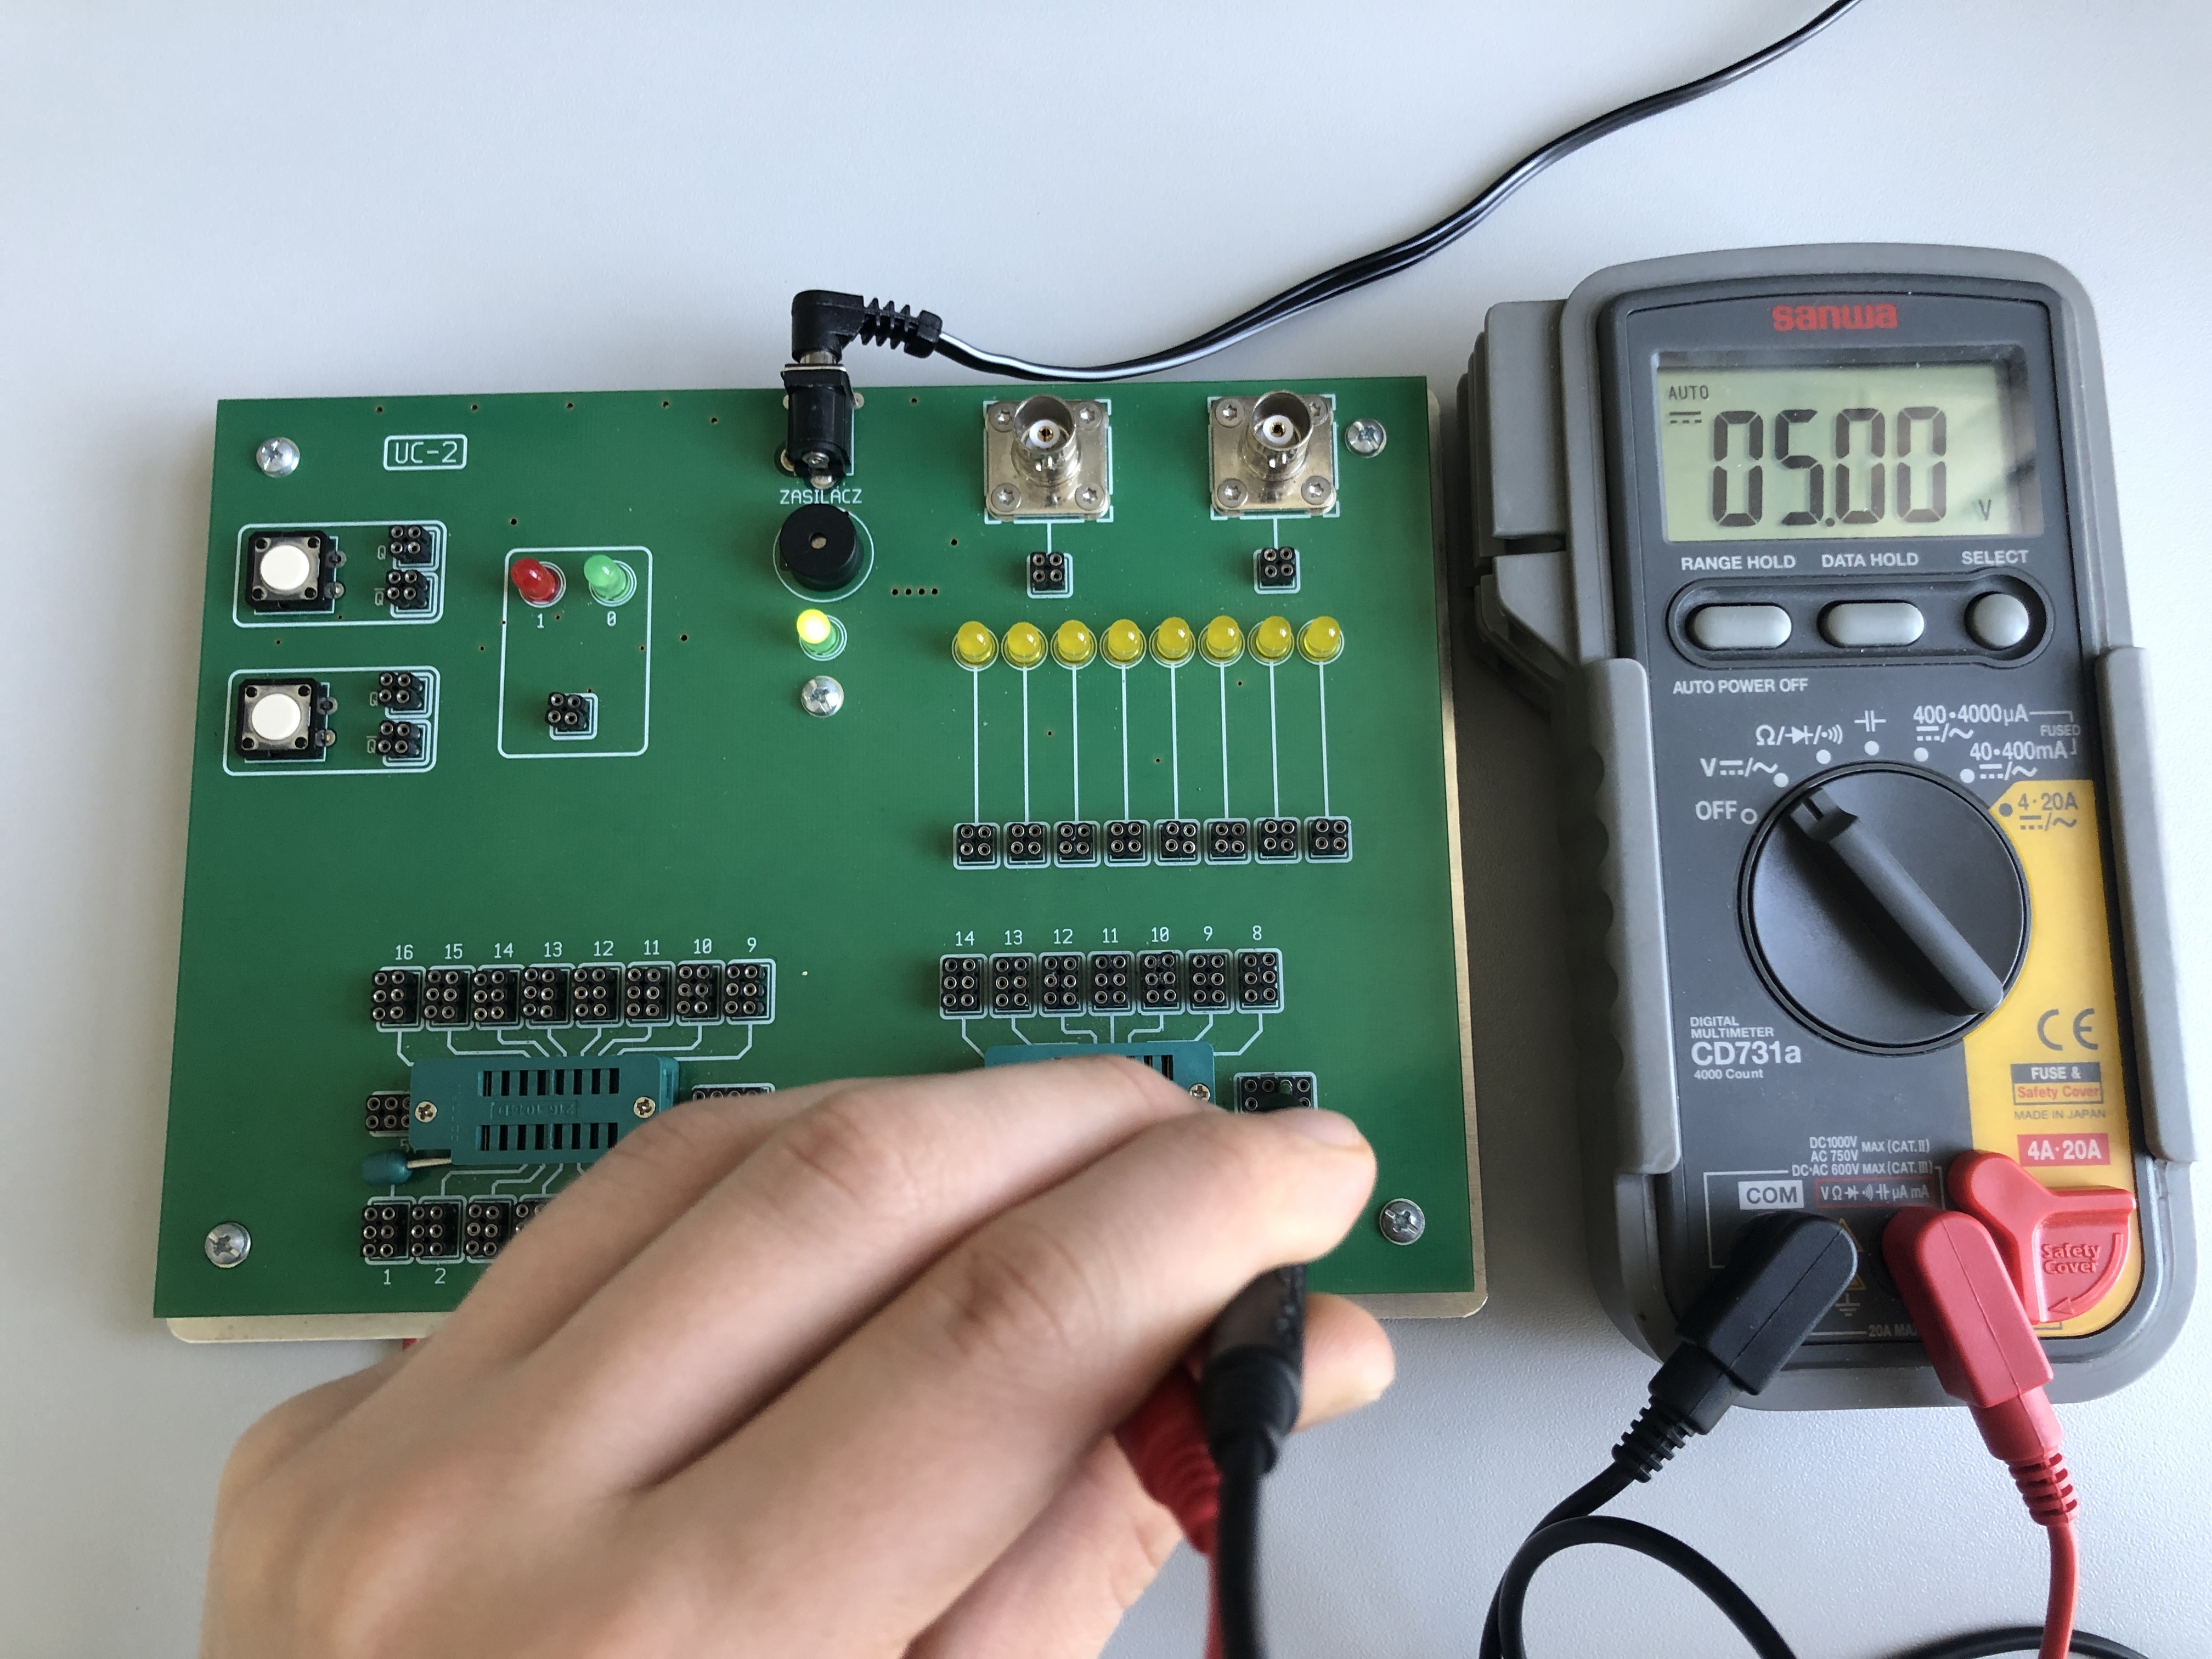 UC-2
ZASILACZ
1 0
16 15 14 13 12 11 10 9
14 13 12 11 10 9 8
1 2
sanwa
AUTO
05.00 V
RANGE HOLD DATA HOLD SELECT
AUTO POWER OFF
400•4000µA
FUSED
40•400mA
Ω
V
OFF
4•20A
DIGITAL
MULTIMETER
CD731a
4000 Count
CE
FUSE &
Safety Cover
MADE IN JAPAN
4A•20A
DC1000V
AC 750V MAX (CAT.II)
DC•AC 600V MAX (CAT.III)
COM
VΩ µA mA
Safety
Cover
20A MA